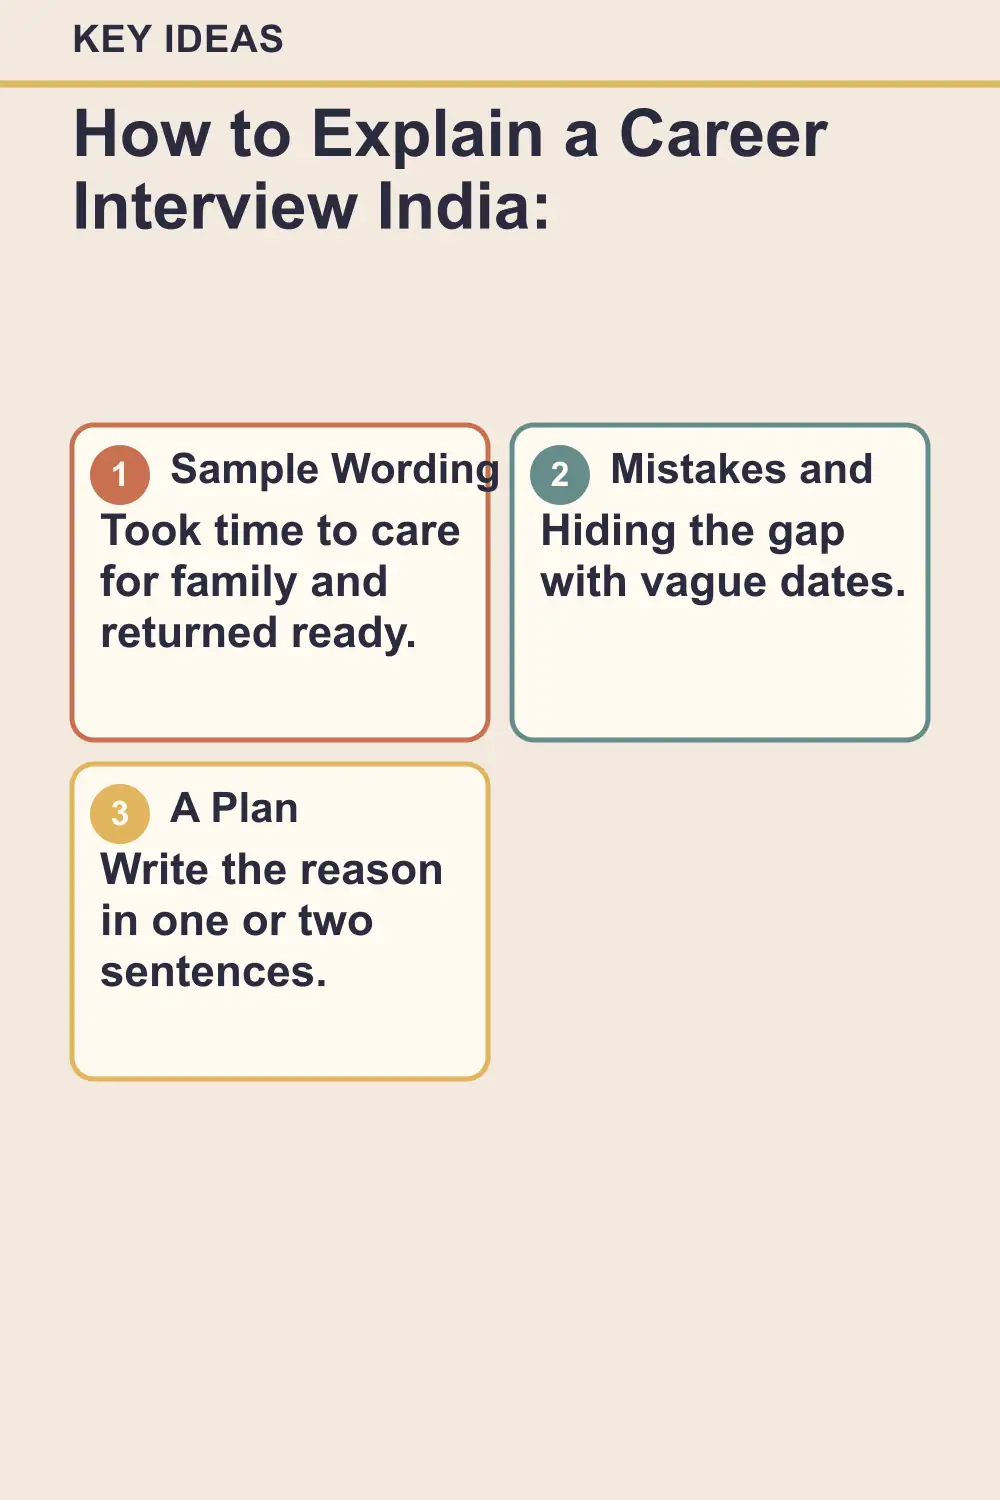 KEY IDEAS
How to Explain a Career
Interview India:
1 Sample Wording
Took time to care
for family and
returned ready.
2 Mistakes and
Hiding the gap
with vague dates.
3 A Plan
Write the reason
in one or two
sentences.